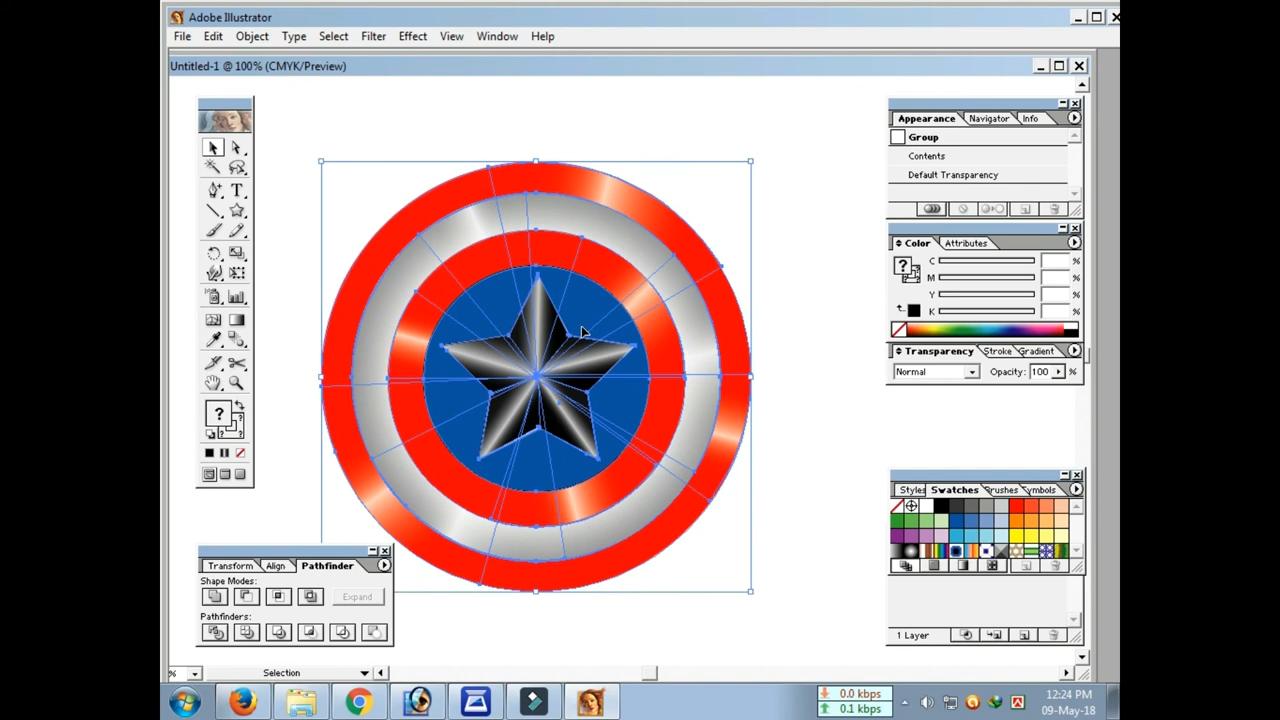 Adobe Illustrator
File Edit Object Type Select Filter Effect View Window Help
Untitled-1 @ 100% (CMYK/Preview)
Appearance Navigator Info
Group
Contents
Default Transparency
Color Attributes
C %
M %
Y %
K %
Transparency Stroke Gradient
Normal Opacity: 100 %
T
?
?
Styles Swatches Brushes Symbols
1 Layer
Transform Align Pathfinder
Shape Modes:
Expand
Pathfinders:
% Selection
0.0 kbps
0.1 kbps
12:24 PM
09-May-18